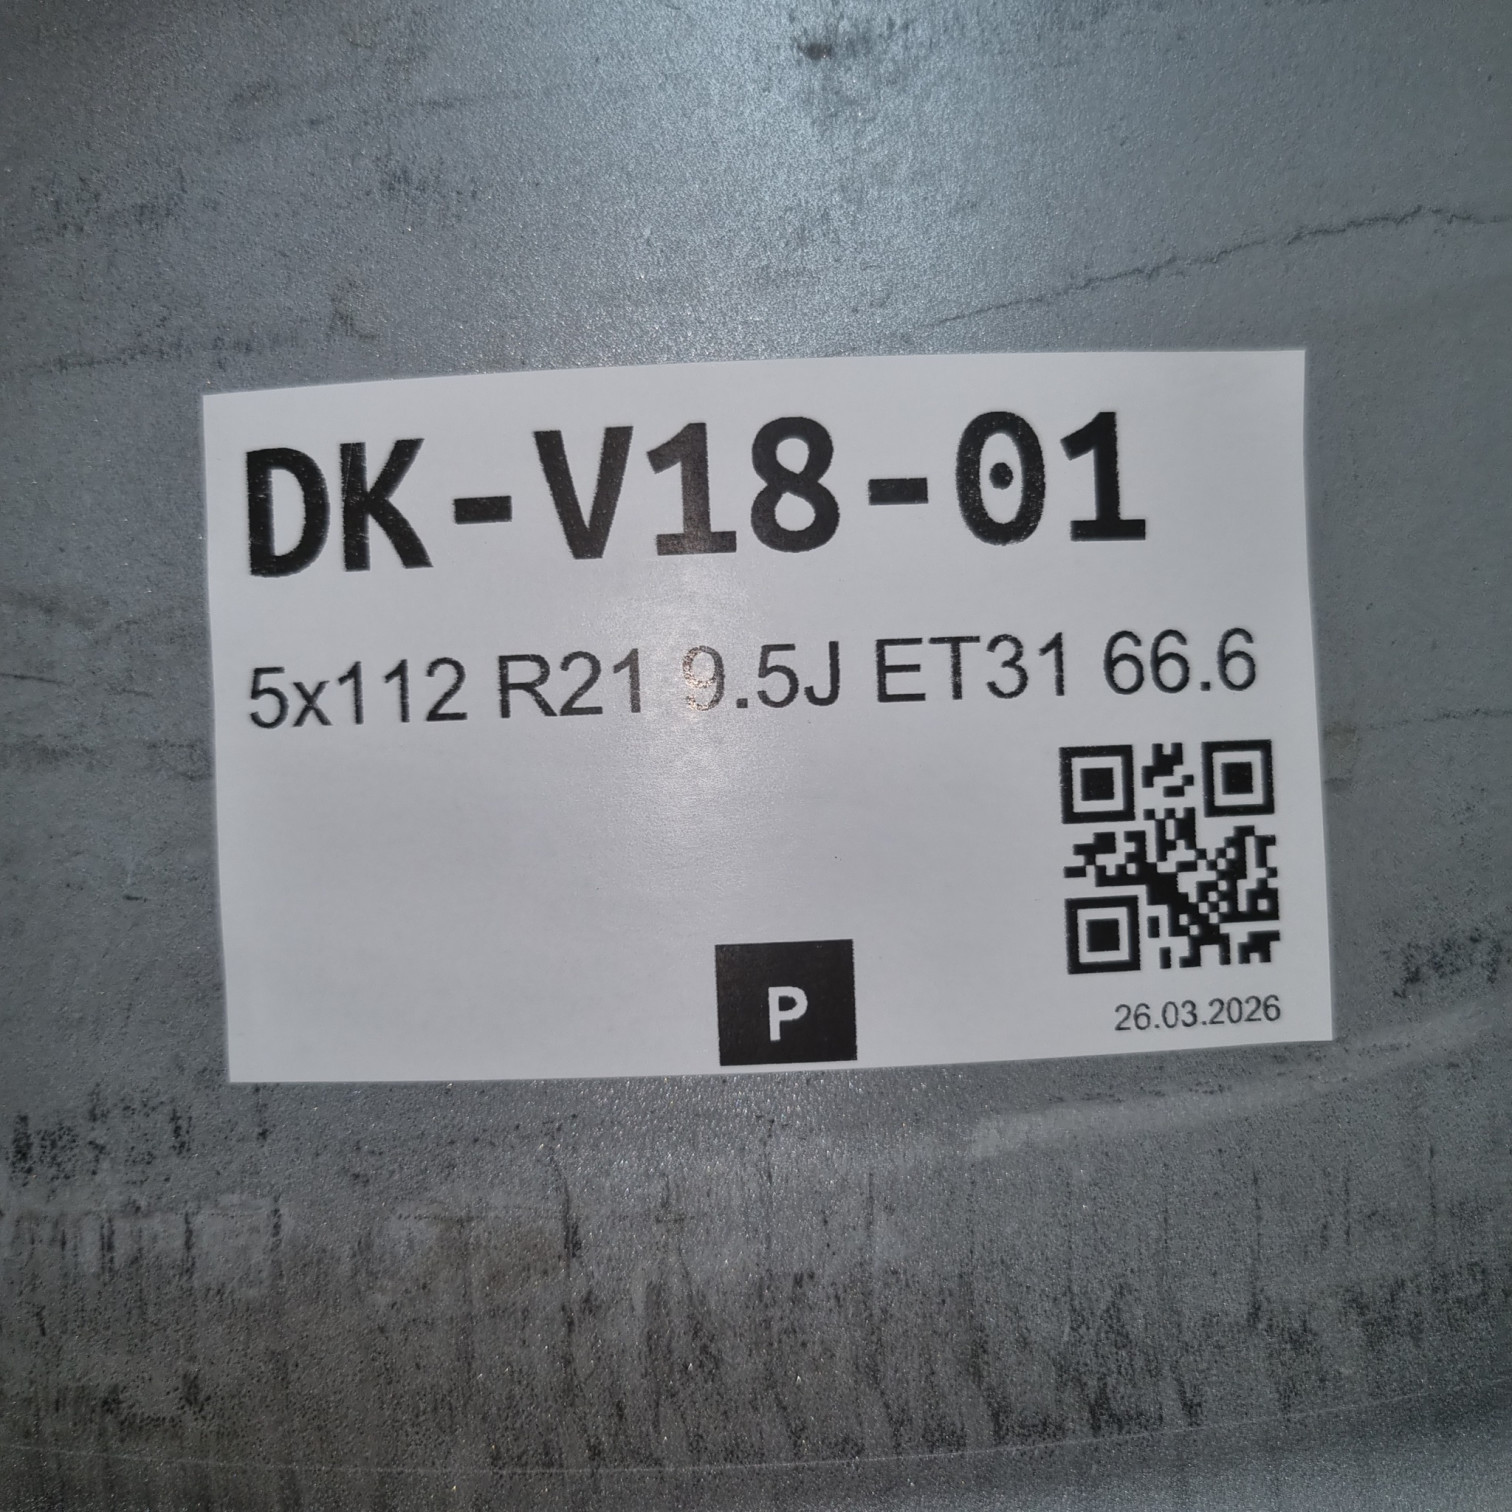 DK-V18-01
5x112 R21 9.5J ET31 66.6
P
26.03.2026